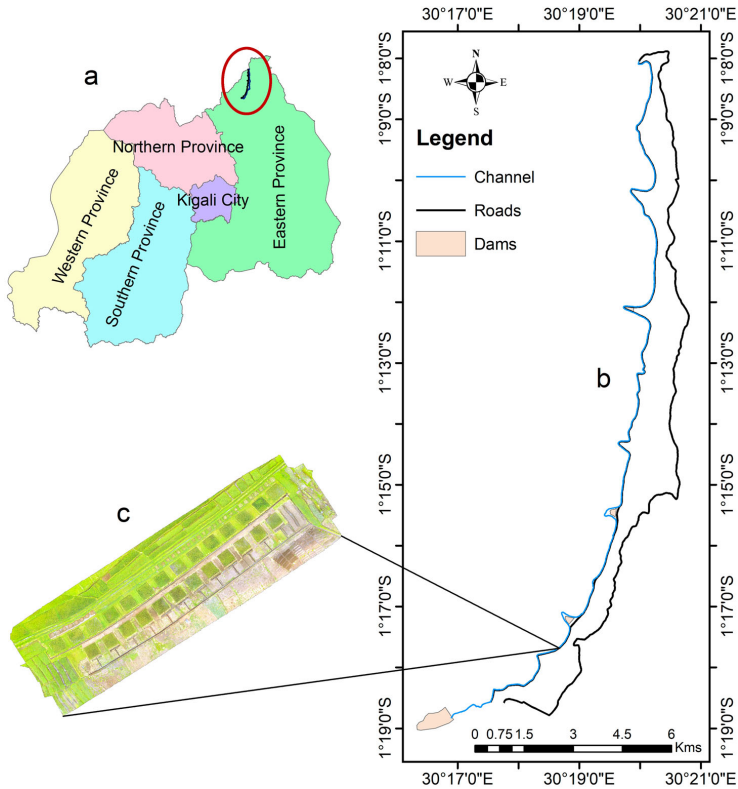 30°17'0"E 30°19'0"E 30°21'0"E
a
Northern Province
Kigali City
Western Province
Southern Province
Eastern Province
N
W E
S
Legend
Channel
Roads
Dams
b
c
1°8'0"S
1°9'0"S
1°11'0"S
1°13'0"S
1°15'0"S
1°17'0"S
1°19'0"S
1°8'0"S
1°9'0"S
1°11'0"S
1°13'0"S
1°15'0"S
1°17'0"S
1°19'0"S
0 0.75 1.5 3 4.5 6
Kms
30°17'0"E 30°19'0"E 30°21'0"E